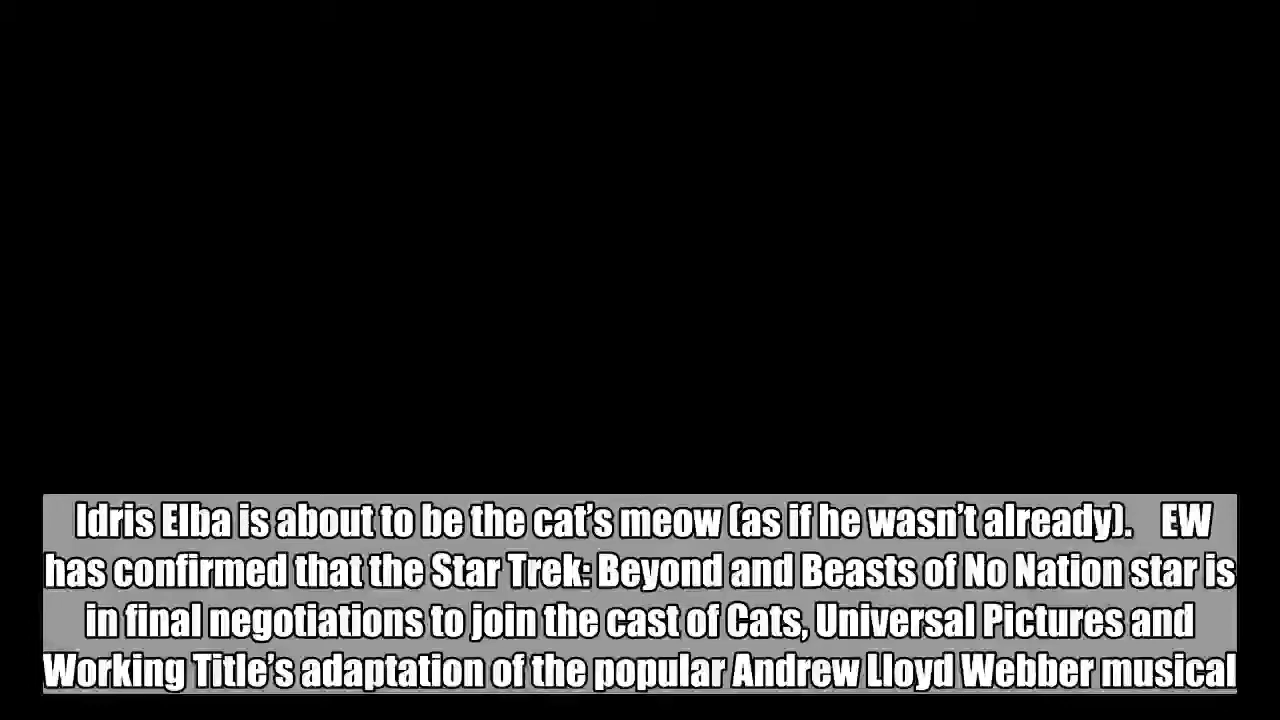 Idris Elba is about to be the cat’s meow (as if he wasn’t already).    EW
has confirmed that the Star Trek: Beyond and Beasts of No Nation star is
in final negotiations to join the cast of Cats, Universal Pictures and
Working Title’s adaptation of the popular Andrew Lloyd Webber musical